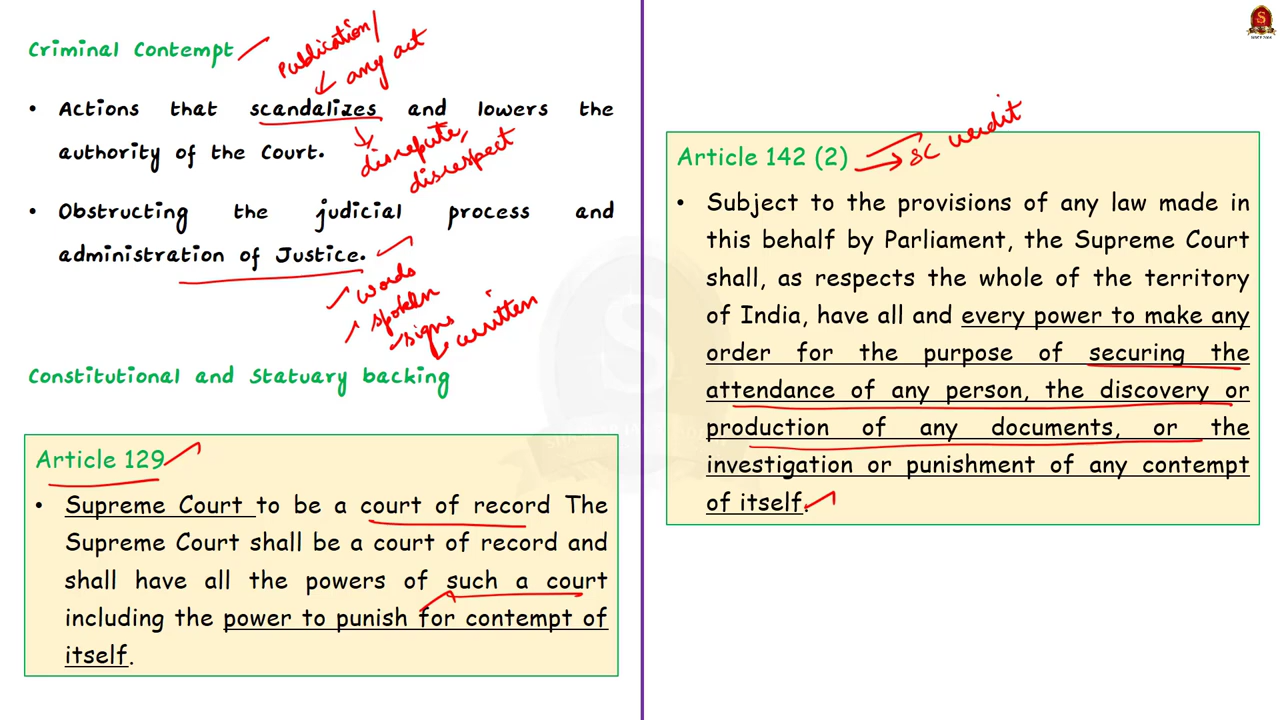 Criminal Contempt
Publication/
any act
• Actions that scandalizes and lowers the
authority of the Court.
disrepute,
disrespect
• Obstructing the judicial process and
administration of Justice.
words
spoken
signs
written
Constitutional and Statuary backing
Article 129
• Supreme Court to be a court of record The
Supreme Court shall be a court of record and
shall have all the powers of such a court
including the power to punish for contempt of
itself.
Article 142 (2)
SC verdit
• Subject to the provisions of any law made in
this behalf by Parliament, the Supreme Court
shall, as respects the whole of the territory
of India, have all and every power to make any
order for the purpose of securing the
attendance of any person, the discovery or
production of any documents, or the
investigation or punishment of any contempt
of itself.